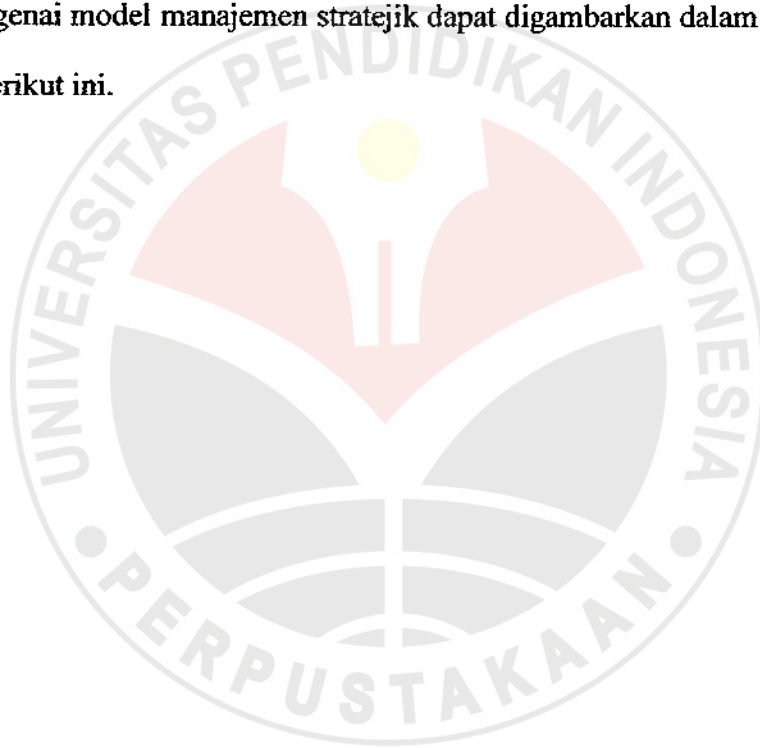 genai model manajemen stratejik dapat digambarkan dalam
erikut ini.
UNIVERSITAS PENDIDIKAN INDONESIA
PERPUSTAKAAN